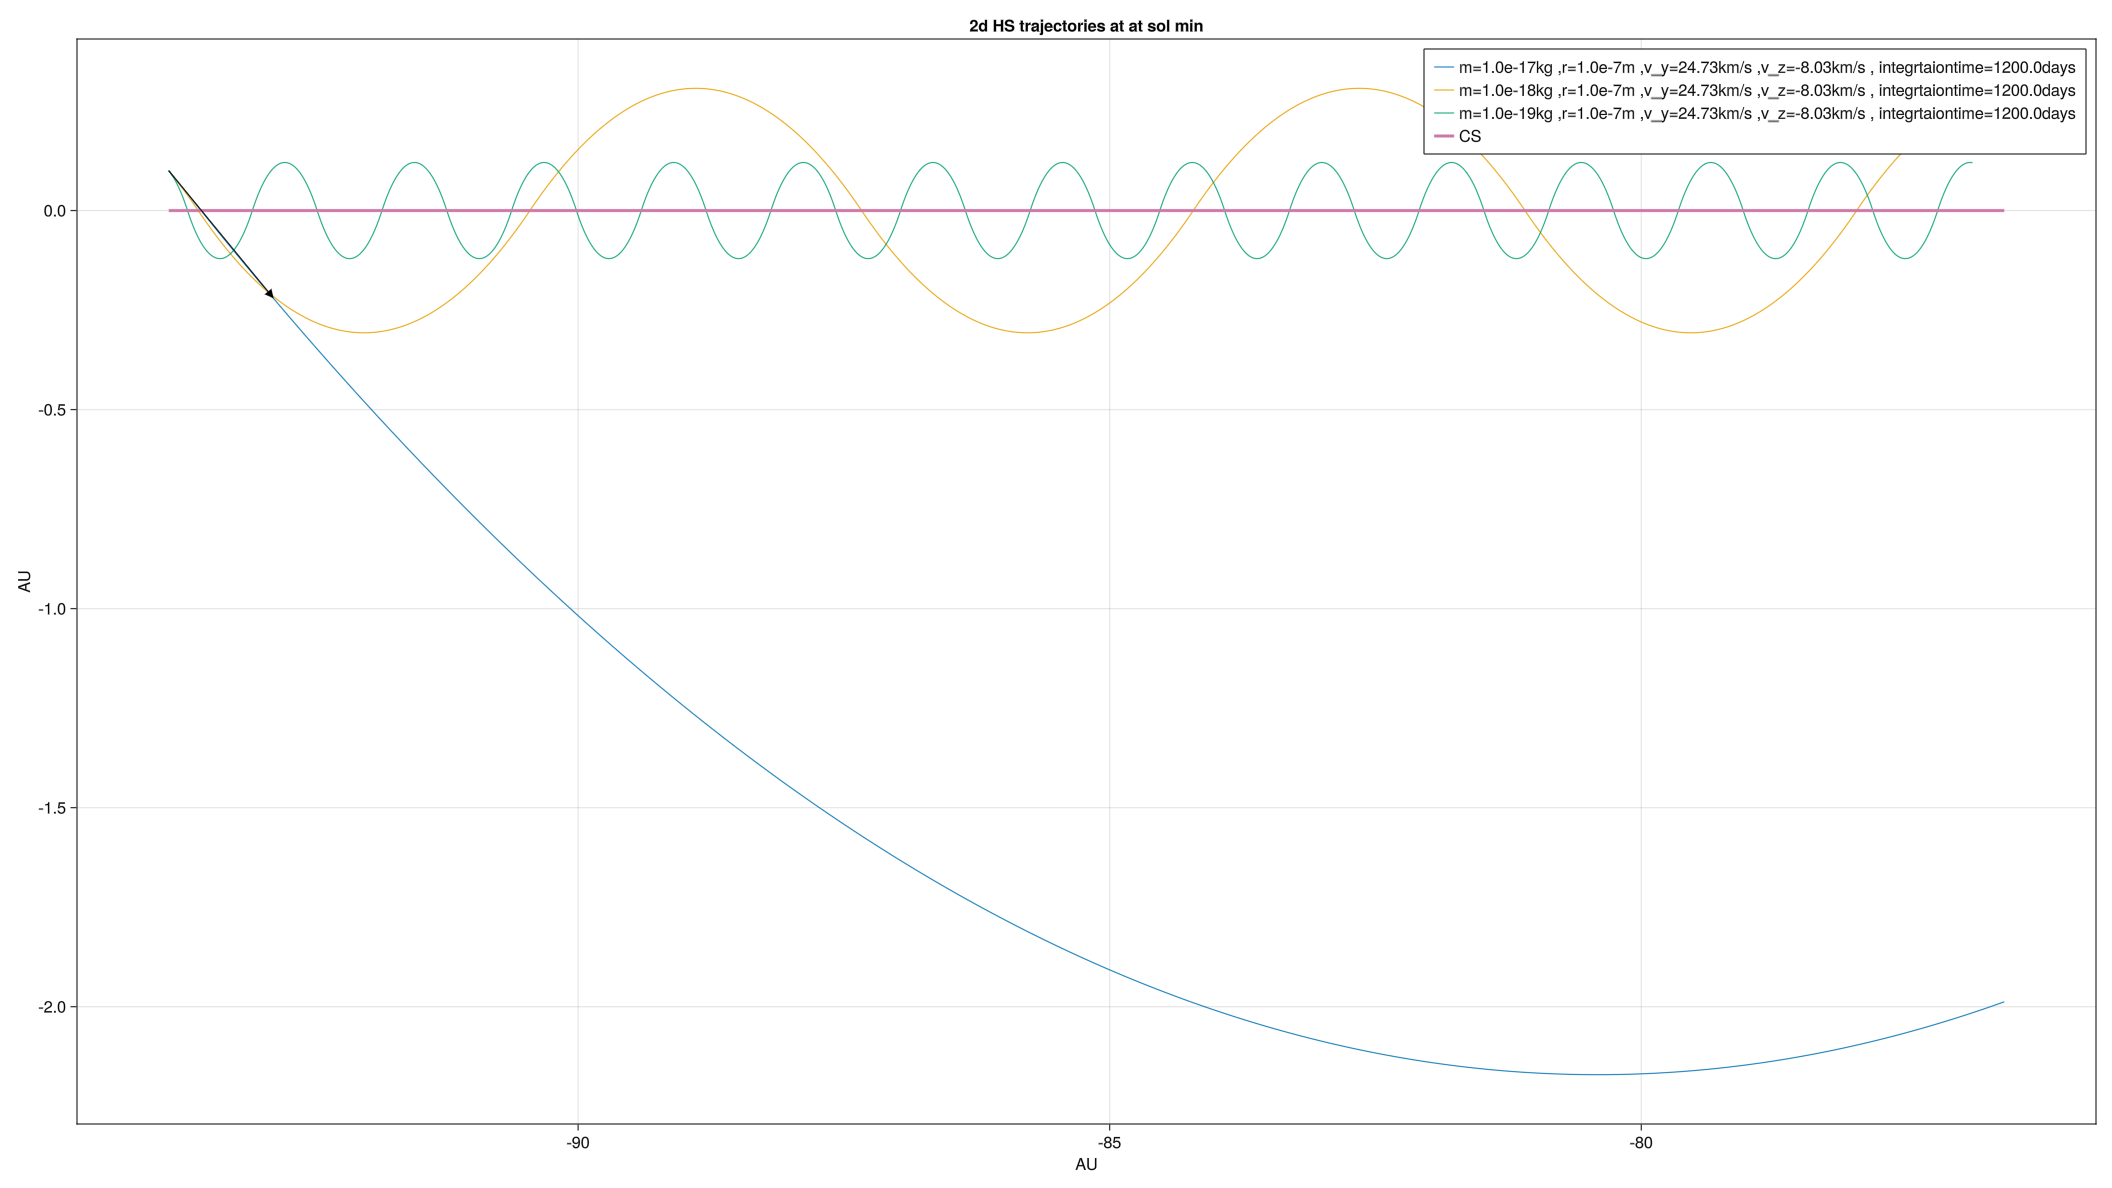 2d HS trajectories at at sol min
m=1.0e-17kg ,r=1.0e-7m ,v_y=24.73km/s ,v_z=-8.03km/s , integrtaiontime=1200.0days
m=1.0e-18kg ,r=1.0e-7m ,v_y=24.73km/s ,v_z=-8.03km/s , integrtaiontime=1200.0days
m=1.0e-19kg ,r=1.0e-7m ,v_y=24.73km/s ,v_z=-8.03km/s , integrtaiontime=1200.0days
CS
0.0
-0.5
-1.0
-1.5
-2.0
AU
-90
-85
-80
AU